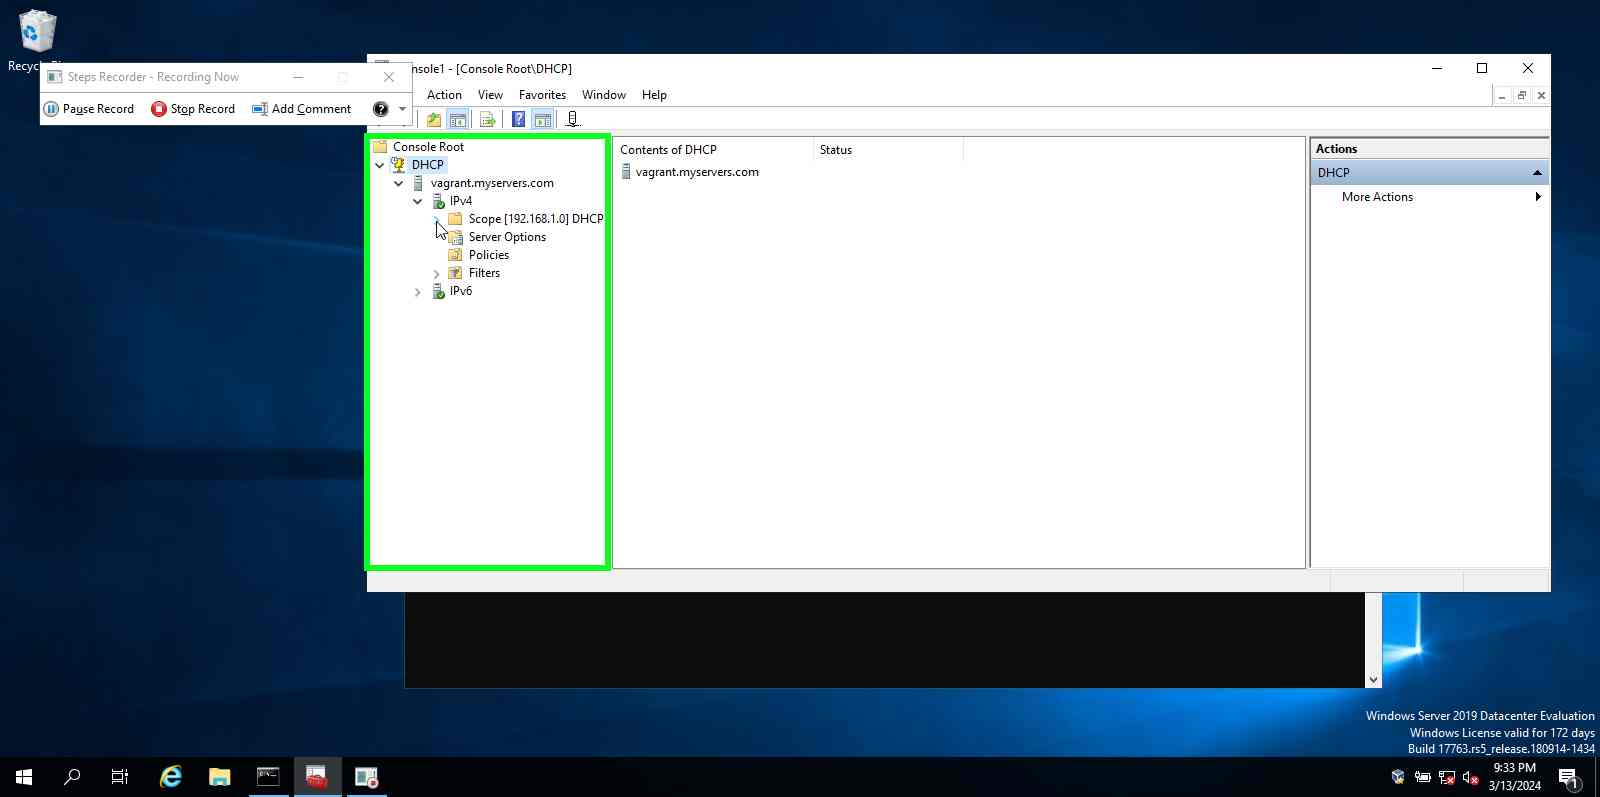 Steps Recorder - Recording Now
Pause Record
Stop Record
Add Comment
?
nsole1 - [Console Root\DHCP]
Action View Favorites Window Help
Console Root
DHCP
vagrant.myservers.com
IPv4
Scope [192.168.1.0] DHCP
Server Options
Policies
Filters
IPv6
Contents of DHCP
Status
vagrant.myservers.com
Actions
DHCP
More Actions
Windows Server 2019 Datacenter Evaluation
Windows License valid for 172 days
Build 17763.rs5_release.180914-1434
9:33 PM
3/13/2024
1